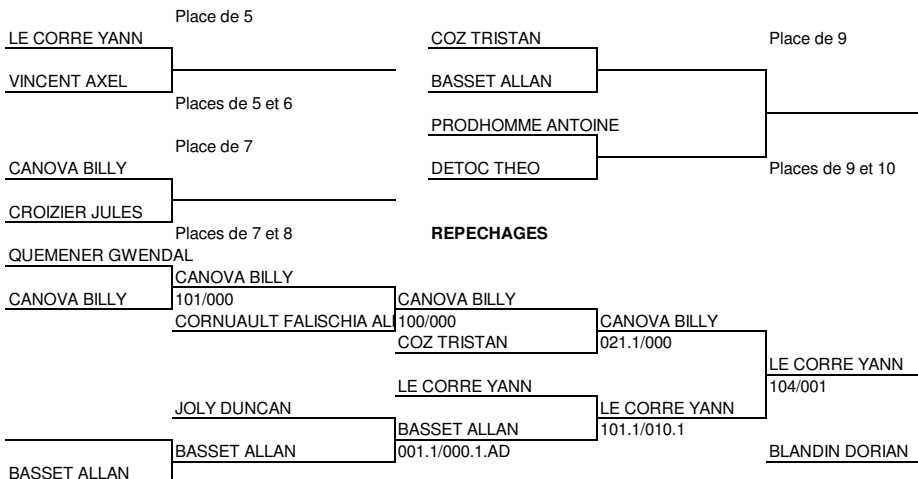 Place de 5
LE CORRE YANN
COZ TRISTAN
Place de 9
VINCENT AXEL
BASSET ALLAN
Places de 5 et 6
PRODHOMME ANTOINE
Place de 7
CANOVA BILLY
DETOC THEO
Places de 9 et 10
CROIZIER JULES
Places de 7 et 8
REPECHAGES
QUEMENER GWENDAL
CANOVA BILLY
CANOVA BILLY
101/000
CANOVA BILLY
CORNUAULT FALISCHIA ALI
100/000
CANOVA BILLY
COZ TRISTAN
021.1/000
LE CORRE YANN
LE CORRE YANN
104/001
JOLY DUNCAN
LE CORRE YANN
BASSET ALLAN
101.1/010.1
BASSET ALLAN
001.1/000.1.AD
BLANDIN DORIAN
BASSET ALLAN